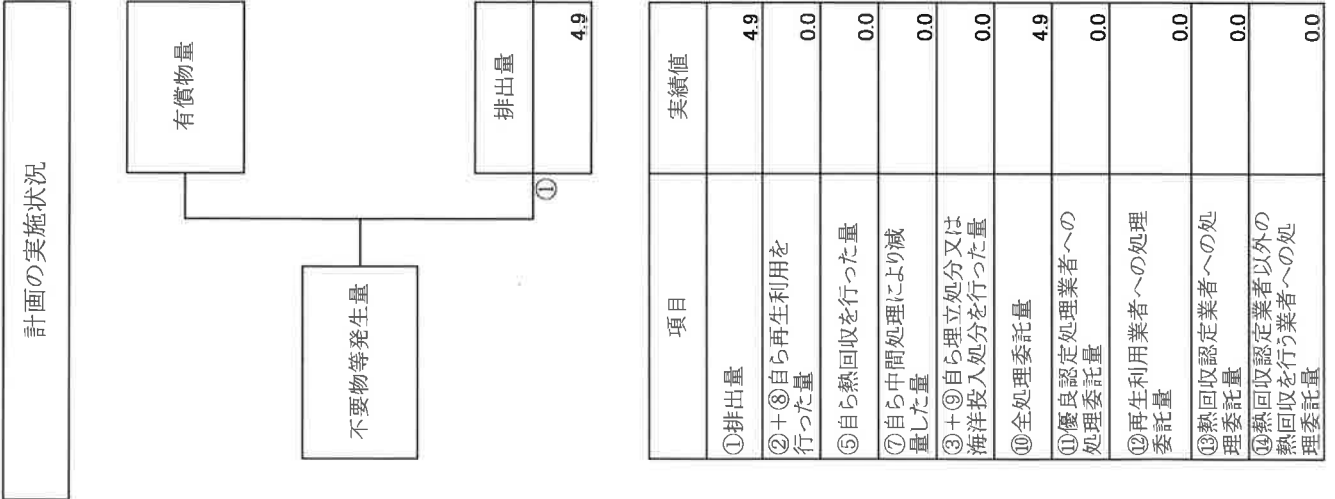 計画の実施状況
有償物量
不要物等発生量
①
排出量
4.9
項目
実績値
①排出量
4.9
②＋⑧自ら再生利用を
行った量
0.0
⑤自ら熱回収を行った量
0.0
⑦自ら中間処理により減
量した量
0.0
③＋⑨自ら埋立処分又は
海洋投入処分を行った量
0.0
⑩全処理委託量
4.9
⑪優良認定処理業者への
処理委託量
0.0
⑫再生利用業者への処理
委託量
0.0
⑬熱回収認定業者への処
理委託量
0.0
⑭熱回収認定業者以外の
熱回収を行う業者への処
理委託量
0.0